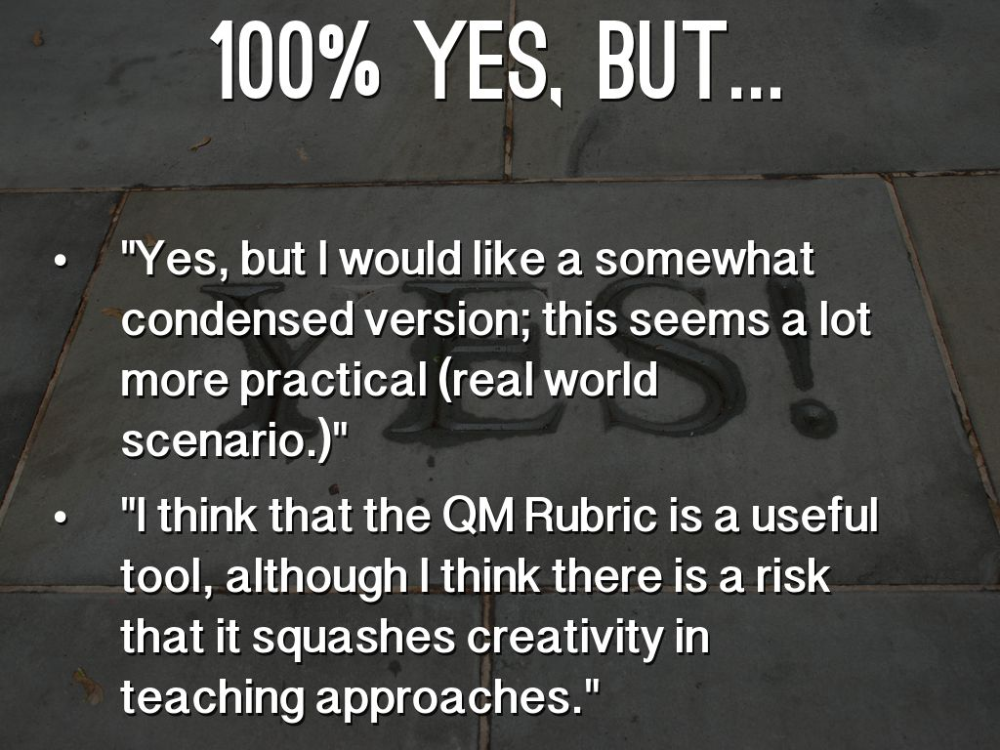 100% YES, BUT...
YES!
• "Yes, but I would like a somewhat
condensed version; this seems a lot
more practical (real world
scenario.)"
• "I think that the QM Rubric is a useful
tool, although I think there is a risk
that it squashes creativity in
teaching approaches."